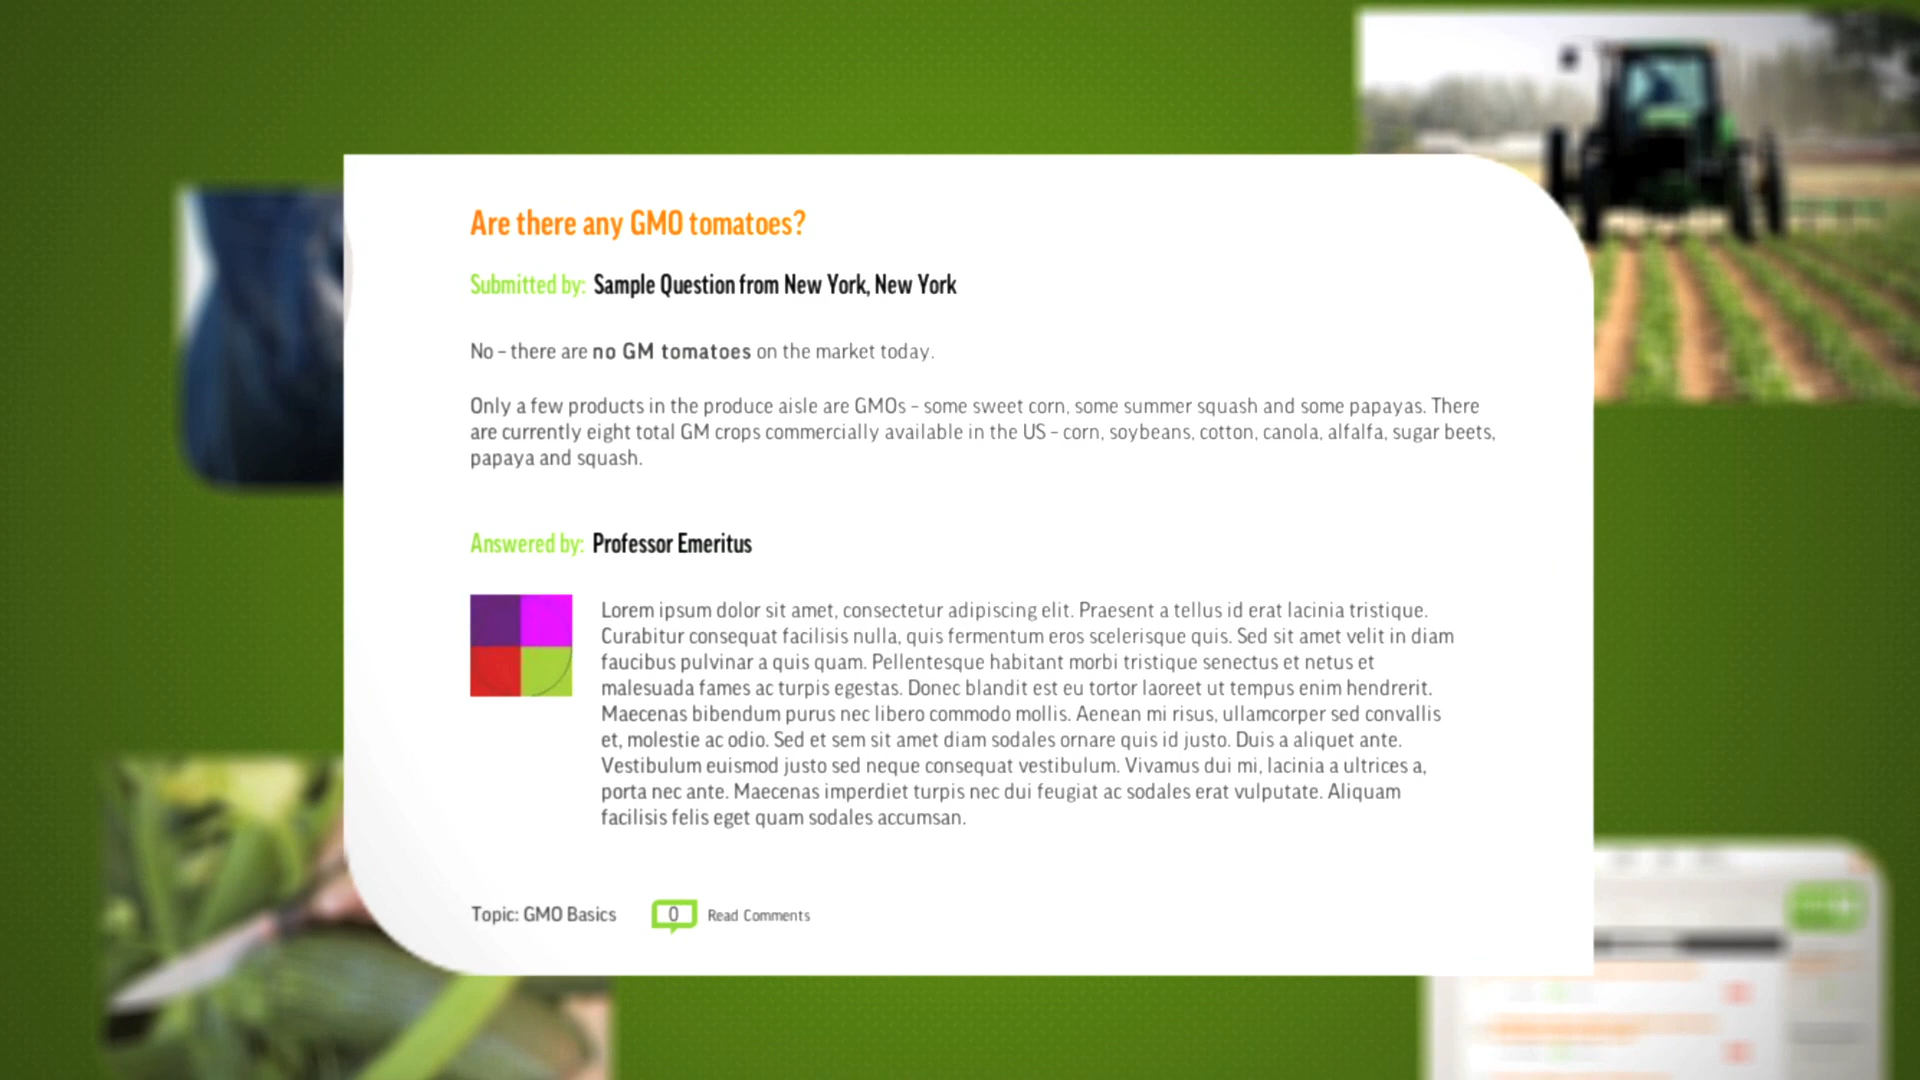 Are there any GMO tomatoes?
Submitted by: Sample Question from New York, New York
No – there are no GM tomatoes on the market today.
Only a few products in the produce aisle are GMOs – some sweet corn, some summer squash and some papayas. There
are currently eight total GM crops commercially available in the US – corn, soybeans, cotton, canola, alfalfa, sugar beets,
papaya and squash.
Answered by: Professor Emeritus
Lorem ipsum dolor sit amet, consectetur adipiscing elit. Praesent a tellus id erat lacinia tristique.
Curabitur consequat facilisis nulla, quis fermentum eros scelerisque quis. Sed sit amet velit in diam
faucibus pulvinar a quis quam. Pellentesque habitant morbi tristique senectus et netus et
malesuada fames ac turpis egestas. Donec blandit est eu tortor laoreet ut tempus enim hendrerit.
Maecenas bibendum purus nec libero commodo mollis. Aenean mi risus, ullamcorper sed convallis
et, molestie ac odio. Sed et sem sit amet diam sodales ornare quis id justo. Duis a aliquet ante.
Vestibulum euismod justo sed neque consequat vestibulum. Vivamus dui mi, lacinia a ultrices a,
porta nec ante. Maecenas imperdiet turpis nec dui feugiat ac sodales erat vulputate. Aliquam
facilisis felis eget quam sodales accumsan.
Topic: GMO Basics 0 Read Comments